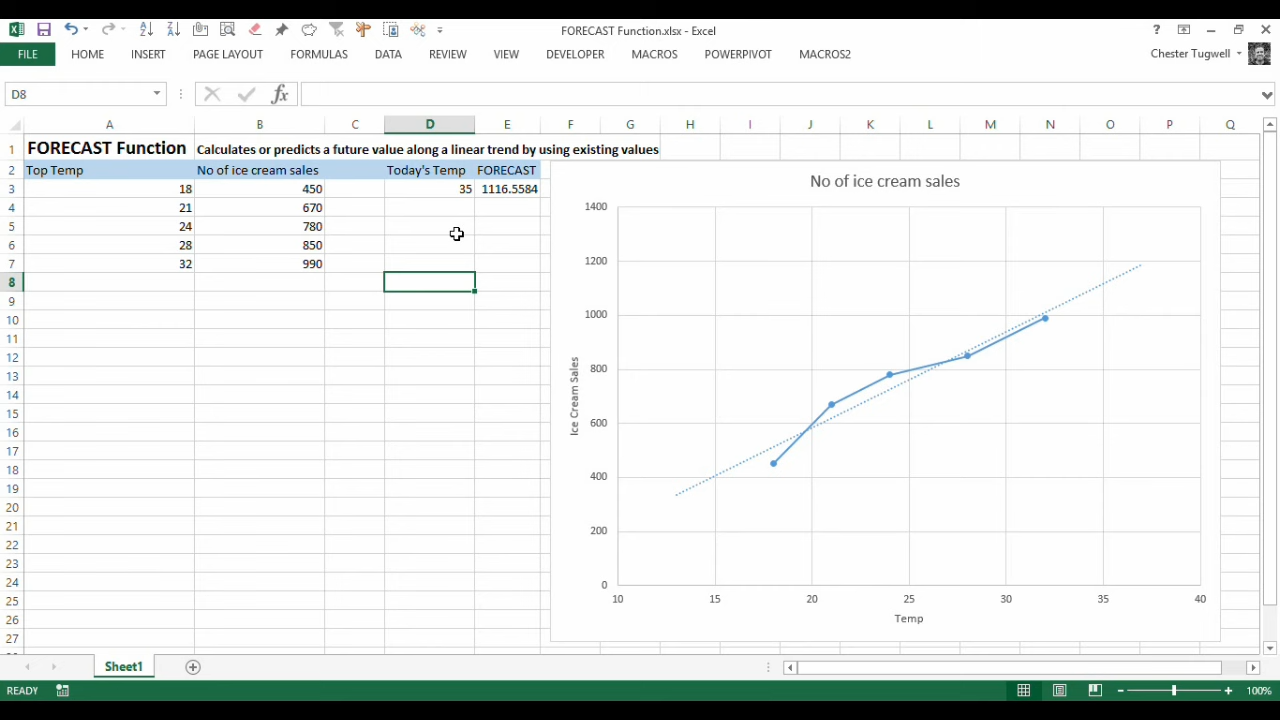 FORECAST Function.xlsx - Excel
FILE HOME INSERT PAGE LAYOUT FORMULAS DATA REVIEW VIEW DEVELOPER MACROS POWERPIVOT MACROS2 Chester Tugwell
D8 fx
A B C D E F G H I J K L M N O P Q
1 FORECAST Function Calculates or predicts a future value along a linear trend by using existing values
2 Top Temp No of ice cream sales Today's Temp FORECAST
3 18 450 35 1116.5584
4 21 670
5 24 780
6 28 850
7 32 990
8
9
10
11
12
13
14
15
16
17
18
19
20
21
22
23
24
25
26
27
No of ice cream sales
1400
1200
1000
800
600
400
200
0
Ice Cream Sales
10 15 20 25 30 35 40
Temp
Sheet1
READY 100%